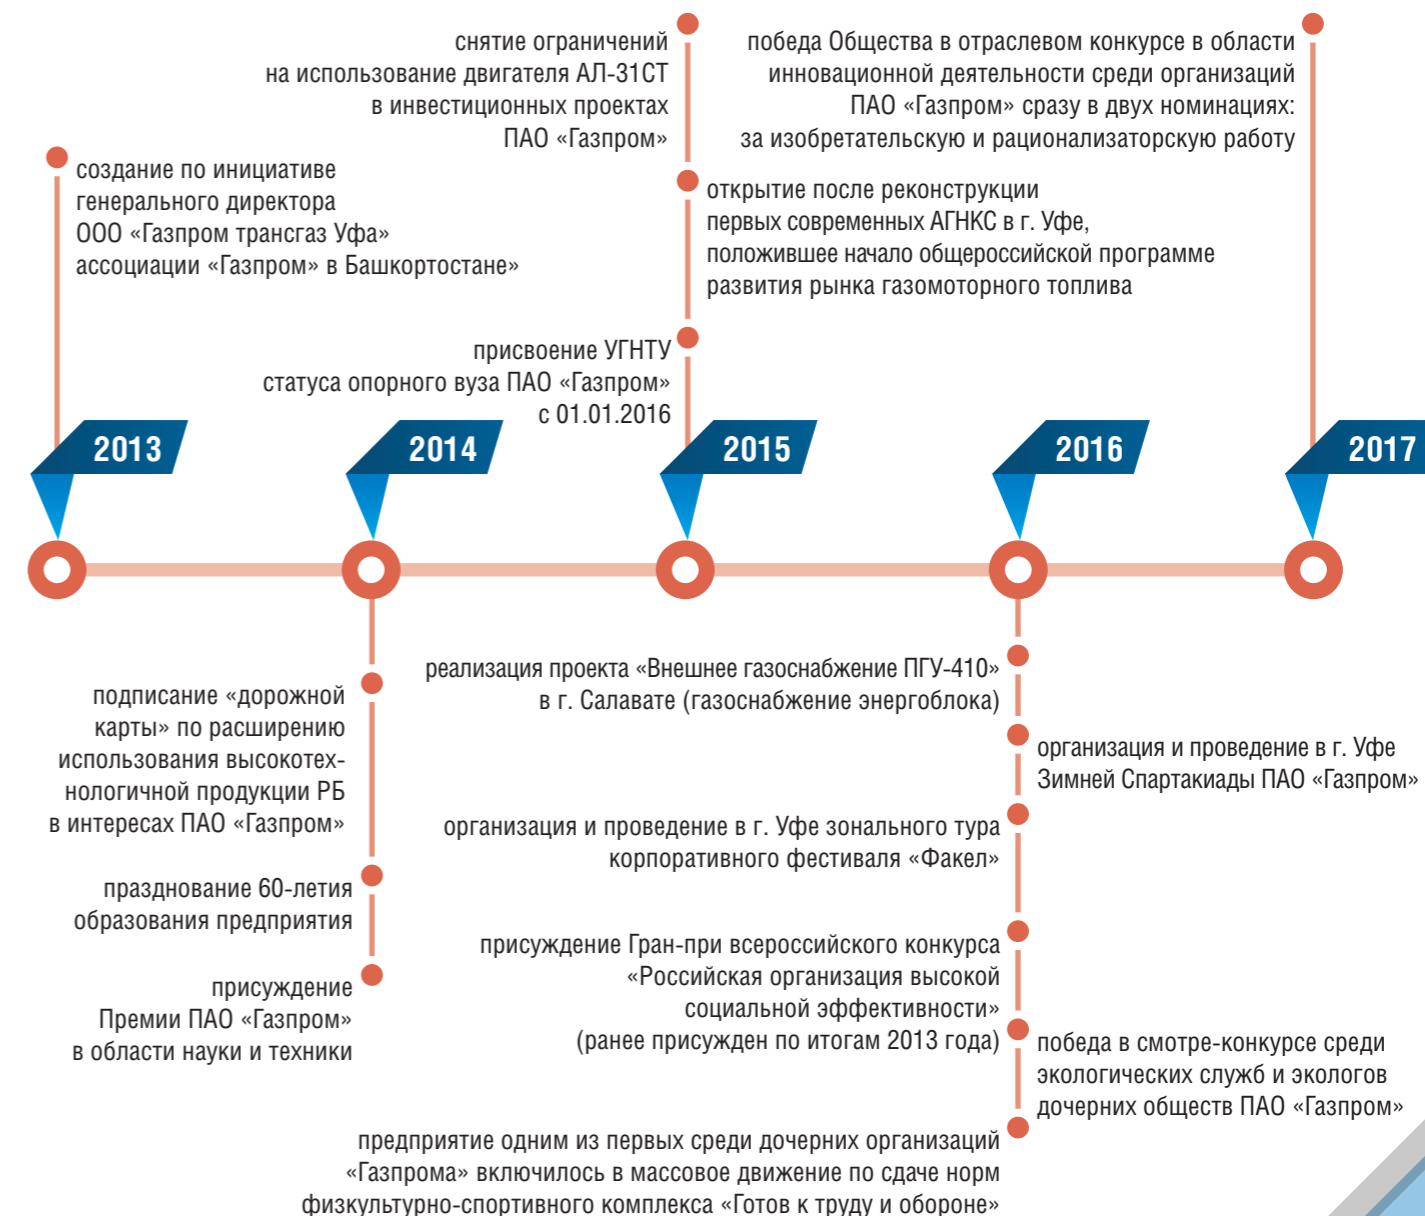 снятие ограничений
на использование двигателя АЛ-31СТ
в инвестиционных проектах
ПАО «Газпром»
победа Общества в отраслевом конкурсе в области
инновационной деятельности среди организаций
ПАО «Газпром» сразу в двух номинациях:
за изобретательскую и рационализаторскую работу
создание по инициативе
генерального директора
ООО «Газпром трансгаз Уфа»
ассоциации «Газпром» в Башкортостане»
открытие после реконструкции
первых современных АГНКС в г. Уфе,
положившее начало общероссийской программе
развития рынка газомоторного топлива
присвоение УГНТУ
статуса опорного вуза ПАО «Газпром»
с 01.01.2016
2013
2014
2015
2016
2017
подписание «дорожной
карты» по расширению
использования высокотех-
нологичной продукции РБ
в интересах ПАО «Газпром»
празднование 60-летия
образования предприятия
присуждение
Премии ПАО «Газпром»
в области науки и техники
реализация проекта «Внешнее газоснабжение ПГУ-410»
в г. Салавате (газоснабжение энергоблока)
организация и проведение в г. Уфе
Зимней Спартакиады ПАО «Газпром»
организация и проведение в г. Уфе зонального тура
корпоративного фестиваля «Факел»
присуждение Гран-при всероссийского конкурса
«Российская организация высокой
социальной эффективности»
(ранее присужден по итогам 2013 года)
победа в смотре-конкурсе среди
экологических служб и экологов
дочерних обществ ПАО «Газпром»
предприятие одним из первых среди дочерних организаций
«Газпрома» включилось в массовое движение по сдаче норм
физкультурно-спортивного комплекса «Готов к труду и обороне»